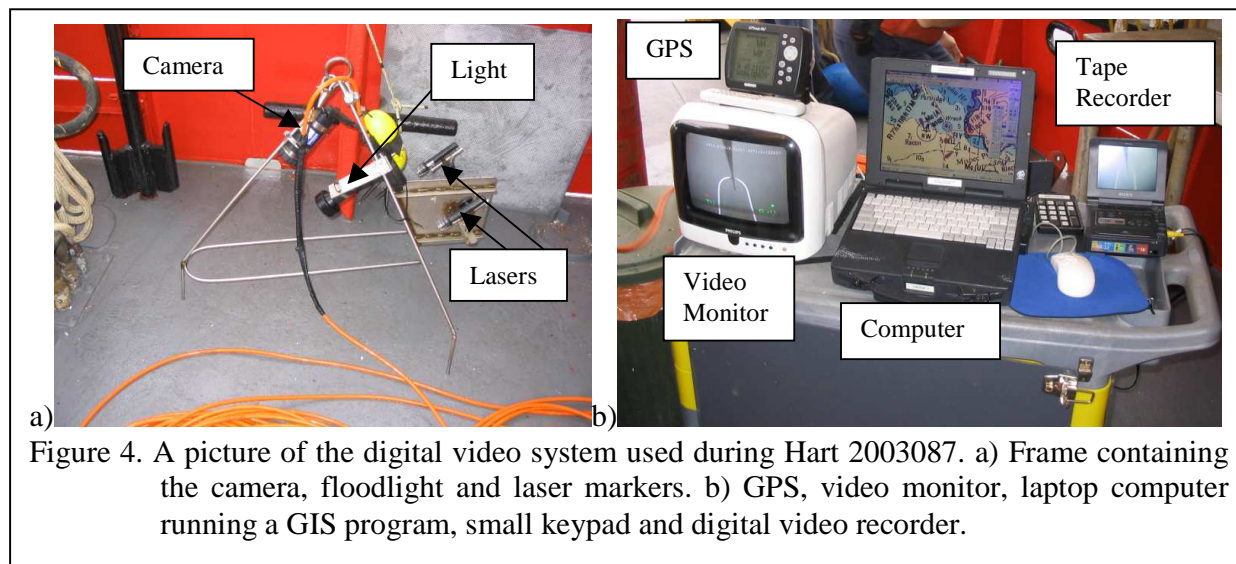 Camera
Light
Lasers
a)
GPS
Tape
Recorder
PHILIPS
Video
Monitor
Computer
b)
Figure 4. A picture of the digital video system used during Hart 2003087. a) Frame containing
the camera, floodlight and laser markers. b) GPS, video monitor, laptop computer
running a GIS program, small keypad and digital video recorder.